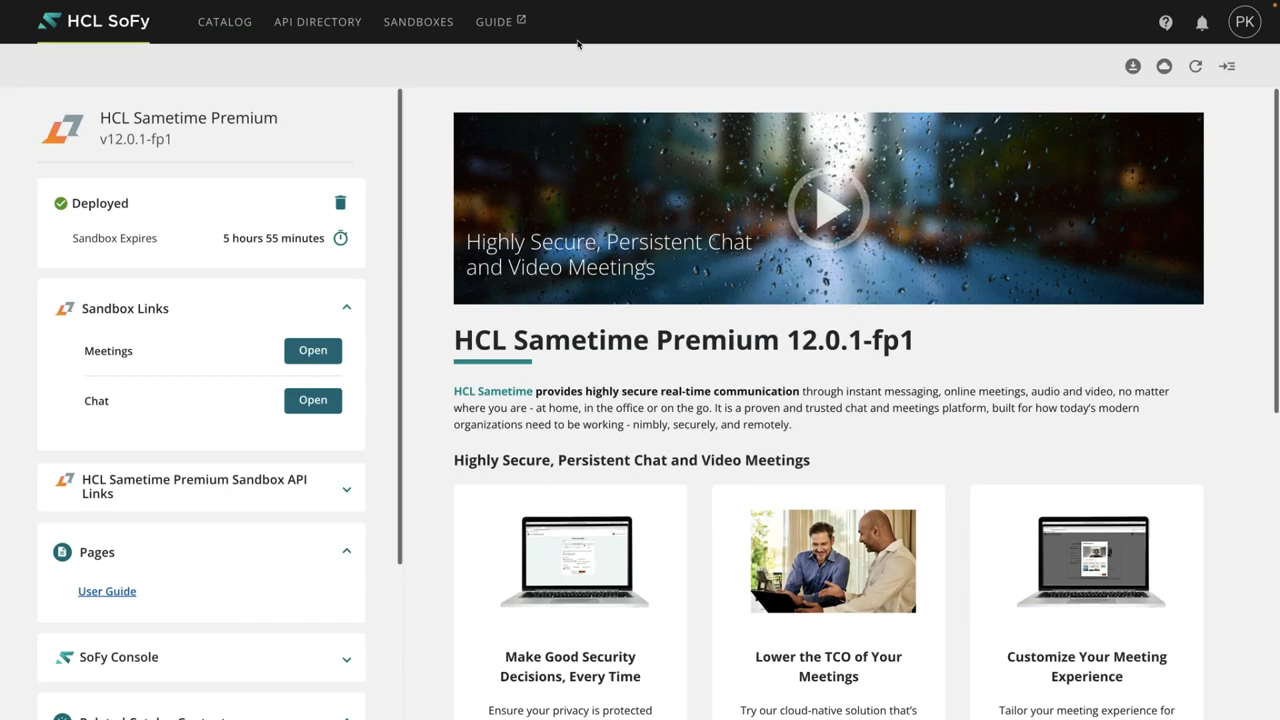 HCL SoFy
CATALOG
API DIRECTORY
SANDBOXES
GUIDE
PK
HCL Sametime Premium
v12.0.1-fp1
Deployed
Sandbox Expires
5 hours 55 minutes
Sandbox Links
Meetings
Open
Chat
Open
HCL Sametime Premium Sandbox API
Links
Pages
User Guide
SoFy Console
Highly Secure, Persistent Chat
and Video Meetings
HCL Sametime Premium 12.0.1-fp1
HCL Sametime provides highly secure real-time communication through instant messaging, online meetings, audio and video, no matter
where you are - at home, in the office or on the go. It is a proven and trusted chat and meetings platform, built for how today's modern
organizations need to be working - nimbly, securely, and remotely.
Highly Secure, Persistent Chat and Video Meetings
Make Good Security
Decisions, Every Time
Ensure your privacy is protected
Lower the TCO of Your
Meetings
Try our cloud-native solution that's
Customize Your Meeting
Experience
Tailor your meeting experience for